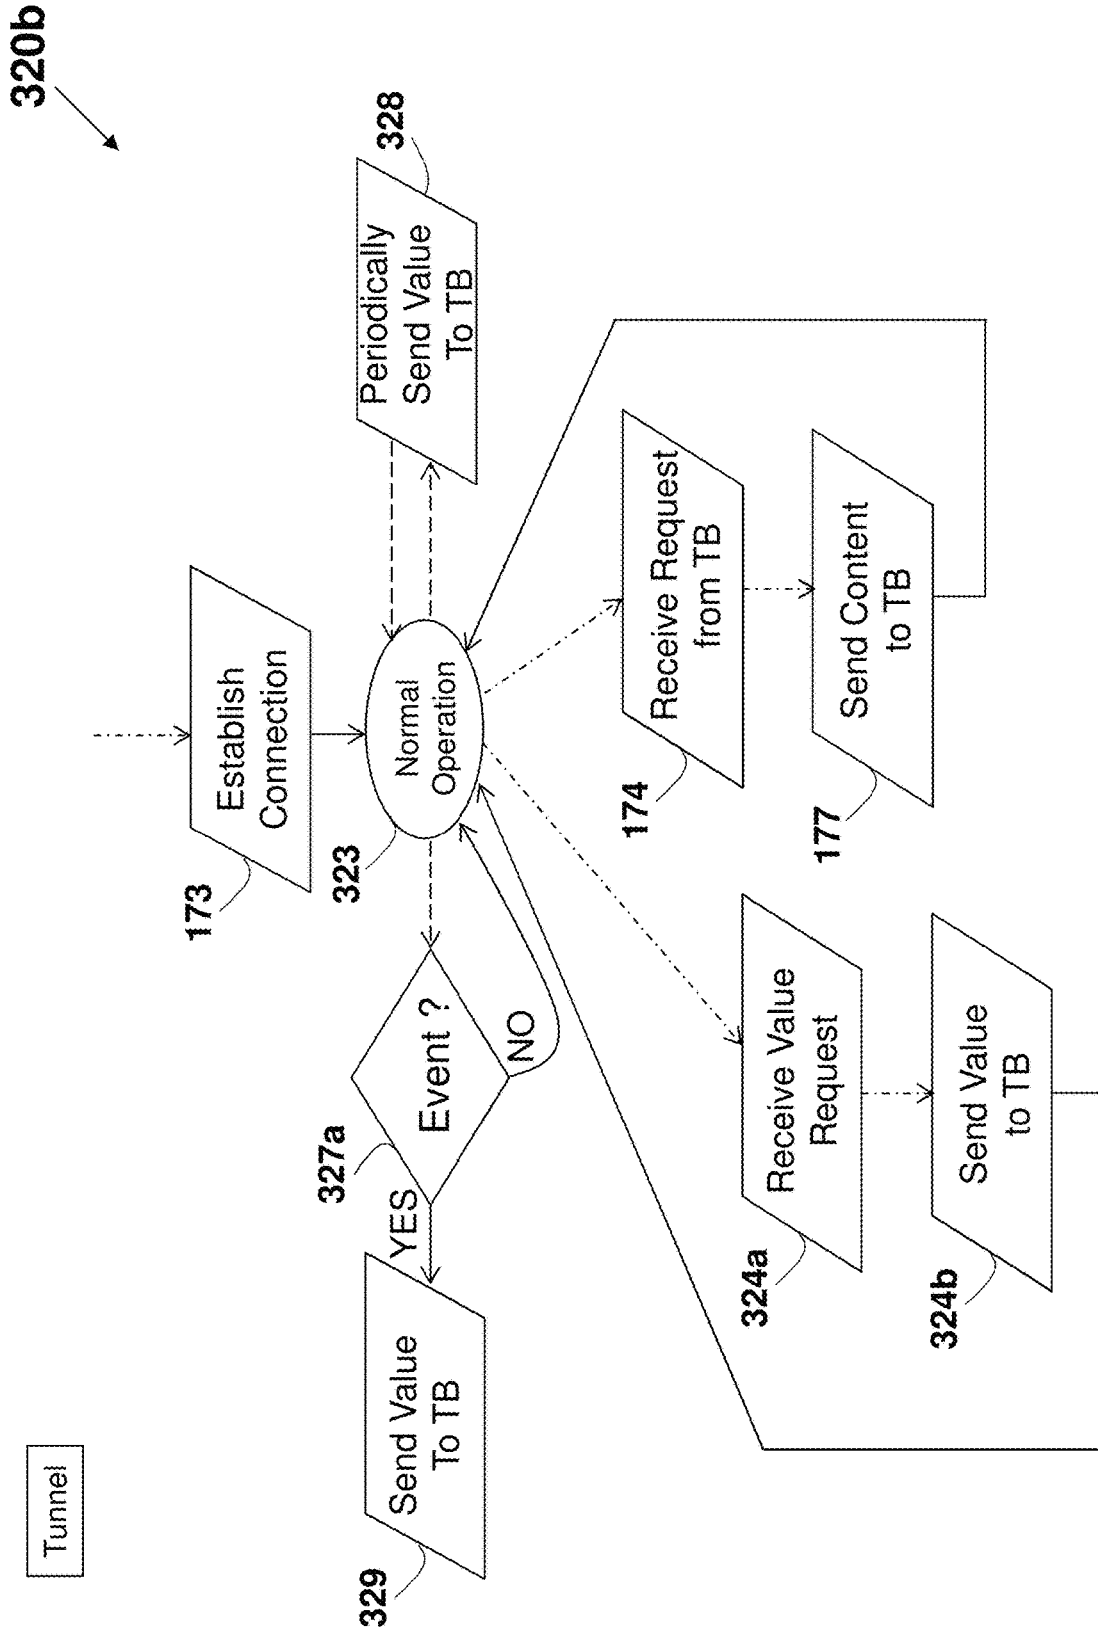 Tunnel
320b
Establish
Connection
173
Normal
Operation
323
Periodically
Send Value
To TB
328
Event ?
327a
YES
NO
Send Value
To TB
329
Receive Request
from TB
174
Send Content
to TB
177
Receive Value
Request
324a
Send Value
to TB
324b